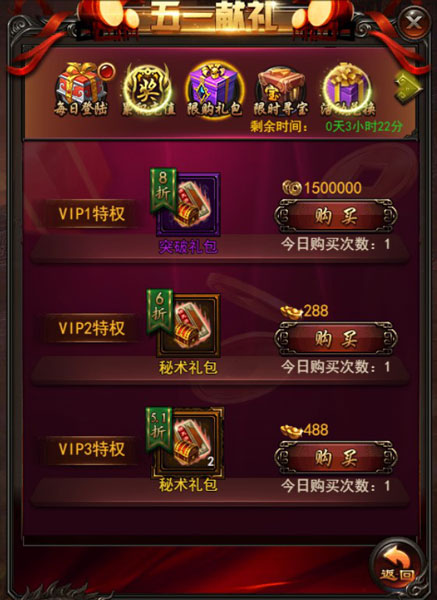 五一献礼
每日登陆
奖
限购礼包
宝
限时寻宝
剩余时间： 0天3小时22分
8折
VIP1特权
1500000
购买
突破礼包
今日购买次数：1
6折
VIP2特权
288
购买
秘术礼包
今日购买次数：1
5.1折
VIP3特权
2
488
购买
秘术礼包
今日购买次数：1
返回